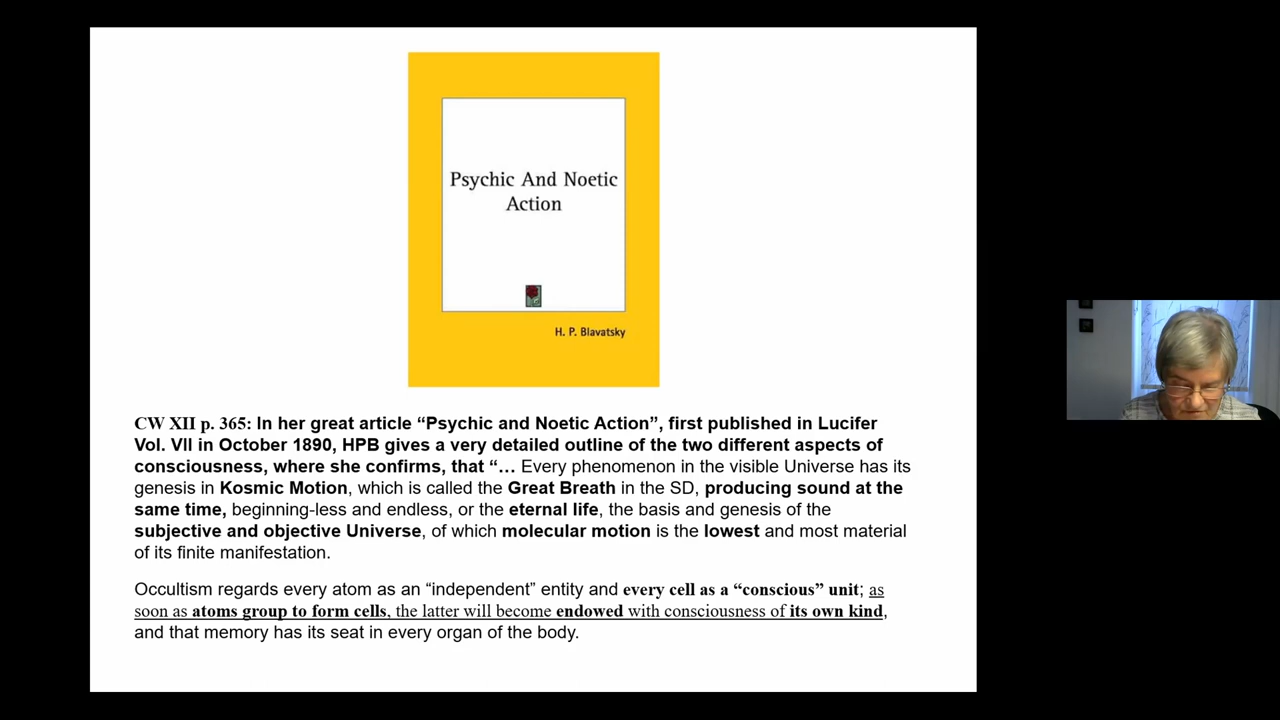 Psychic And Noetic
Action
H. P. Blavatsky
CW XII p. 365: In her great article “Psychic and Noetic Action”, first published in Lucifer
Vol. VII in October 1890, HPB gives a very detailed outline of the two different aspects of
consciousness, where she confirms, that “… Every phenomenon in the visible Universe has its
genesis in Kosmic Motion, which is called the Great Breath in the SD, producing sound at the
same time, beginning-less and endless, or the eternal life, the basis and genesis of the
subjective and objective Universe, of which molecular motion is the lowest and most material
of its finite manifestation.
Occultism regards every atom as an “independent” entity and every cell as a “conscious” unit; as
soon as atoms group to form cells, the latter will become endowed with consciousness of its own kind,
and that memory has its seat in every organ of the body.